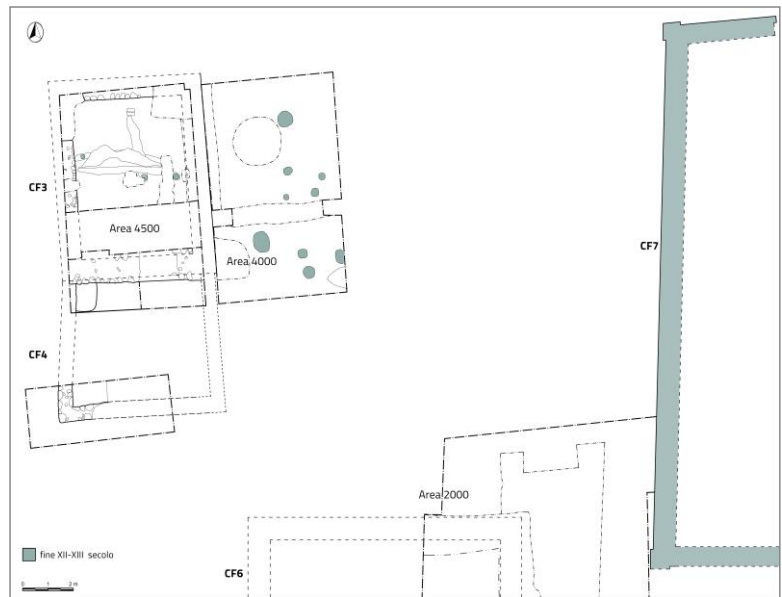 CF3
Area 4500
Area 4000
CF7
CF4
Area 2000
fine XII-XIII secolo
CF6
0 1 2 m